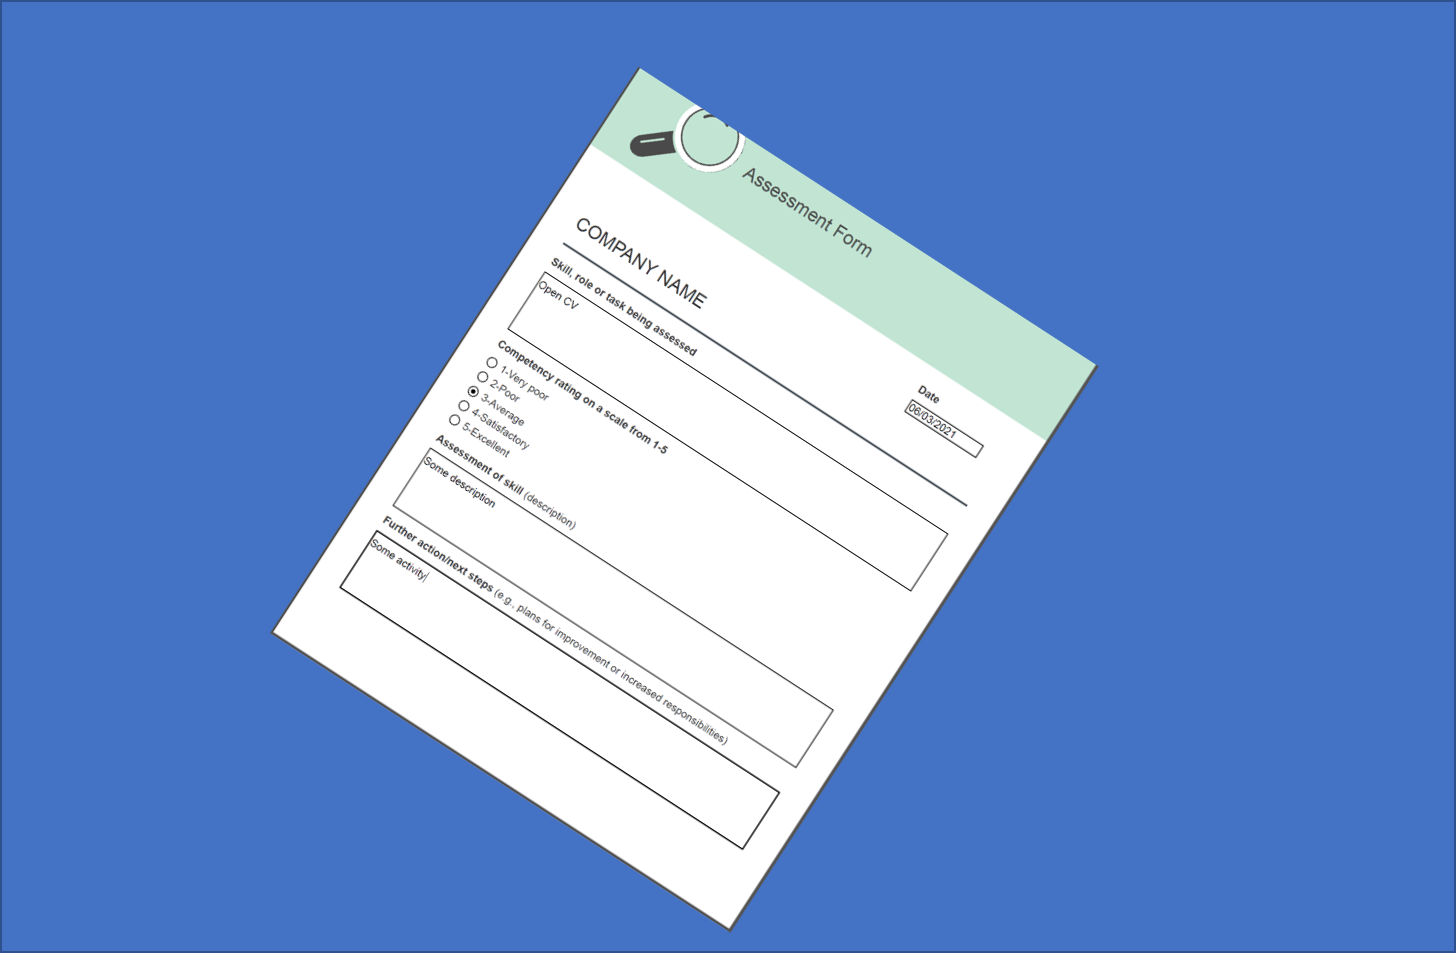 Assessment Form
COMPANY NAME
Date
06/03/2021
Skill, role or task being assessed
Open CV
Competency rating on a scale from 1-5
1-Very poor
2-Poor
3-Average
4-Satisfactory
5-Excellent
Assessment of skill (description)
Some description
Further action/next steps (e.g., plans for improvement or increased responsibilities)
Some activity